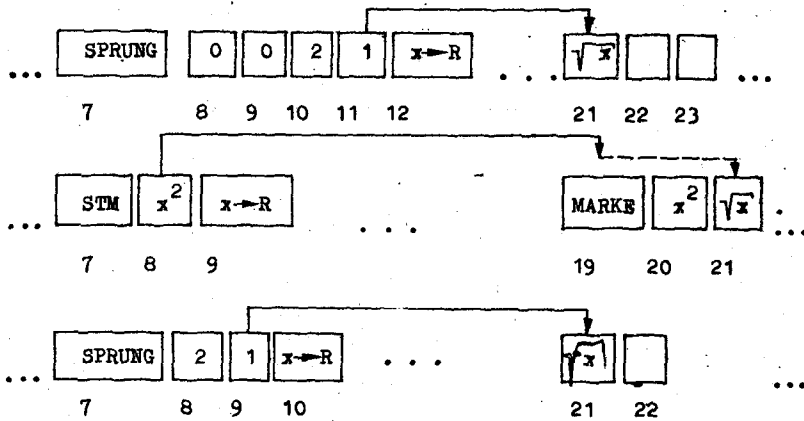 ... SPRUNG 0 0 2 1 x→R ... √x ...
7 8 9 10 11 12 21 22 23
... STM x² x→R ... MARKE x² √x ...
7 8 9 19 20 21
... SPRUNG 2 1 x→R ... √x ...
7 8 9 10 21 22